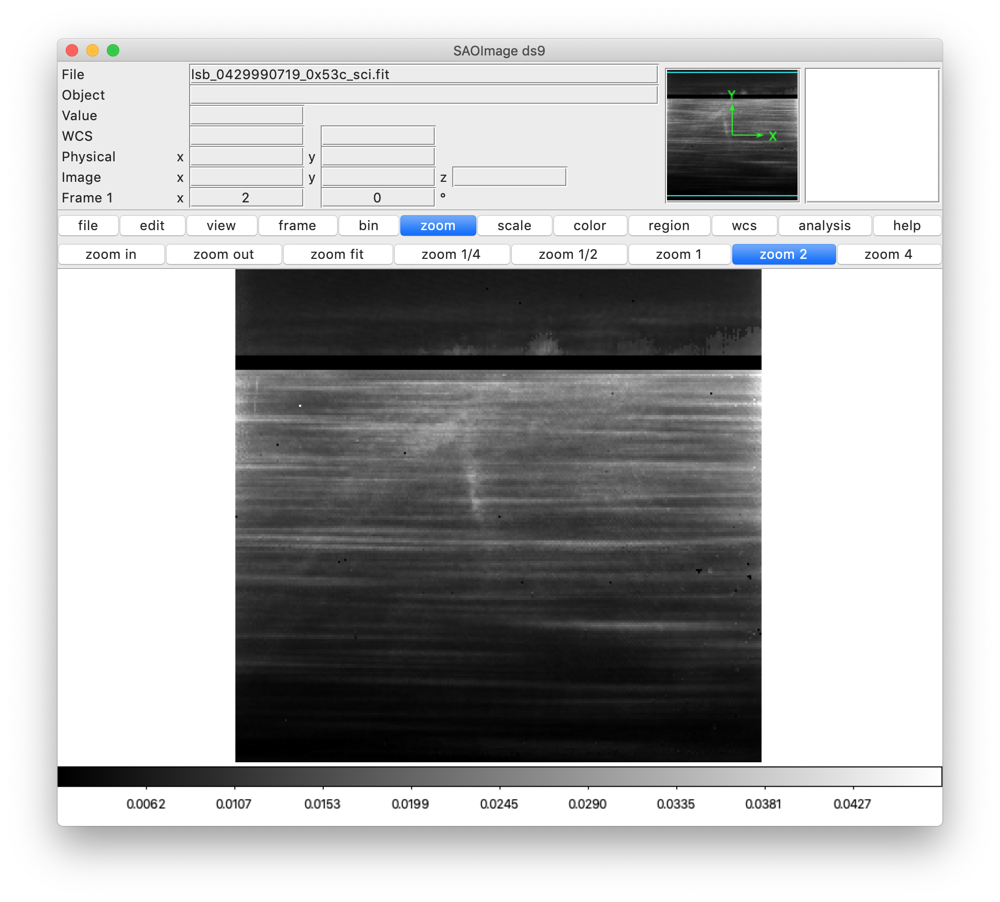 SAOImage ds9
File lsb_0429990719_0x53c_sci.fit
Object
Value
WCS
Physical x y
Image x y z
Frame 1 x 2 0 °
Y
X
file edit view frame bin zoom scale color region wcs analysis help
zoom in zoom out zoom fit zoom 1/4 zoom 1/2 zoom 1 zoom 2 zoom 4
0.0062 0.0107 0.0153 0.0199 0.0245 0.0290 0.0335 0.0381 0.0427